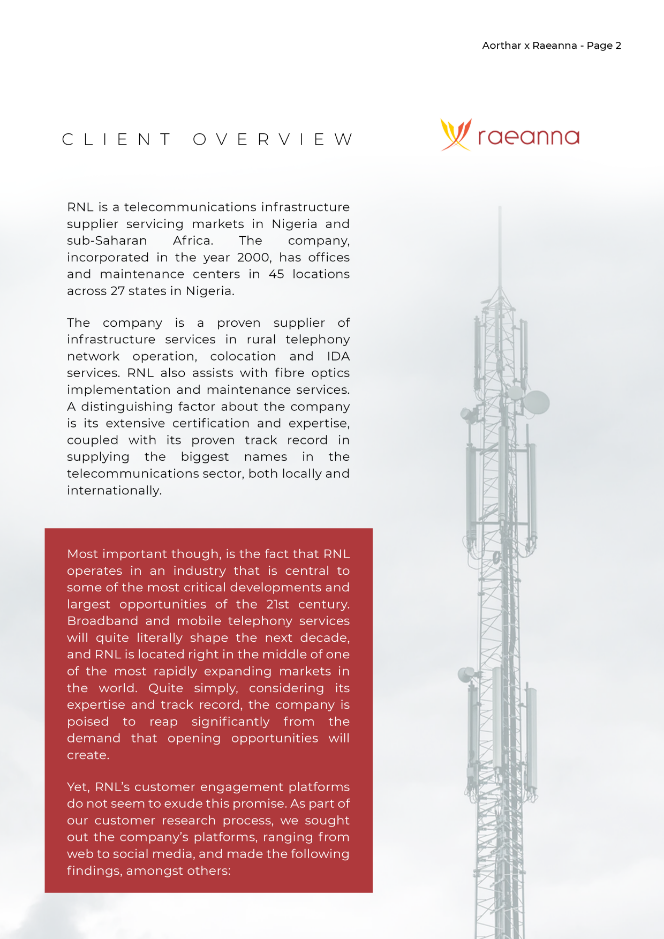 Aorthar x Raeanna - Page 2
CLIENT OVERVIEW
raeanna
RNL is a telecommunications infrastructure
supplier servicing markets in Nigeria and
sub-Saharan Africa. The company,
incorporated in the year 2000, has offices
and maintenance centers in 45 locations
across 27 states in Nigeria.
The company is a proven supplier of
infrastructure services in rural telephony
network operation, colocation and IDA
services. RNL also assists with fibre optics
implementation and maintenance services.
A distinguishing factor about the company
is its extensive certification and expertise,
coupled with its proven track record in
supplying the biggest names in the
telecommunications sector, both locally and
internationally.
Most important though, is the fact that RNL
operates in an industry that is central to
some of the most critical developments and
largest opportunities of the 21st century.
Broadband and mobile telephony services
will quite literally shape the next decade,
and RNL is located right in the middle of one
of the most rapidly expanding markets in
the world. Quite simply, considering its
expertise and track record, the company is
poised to reap significantly from the
demand that opening opportunities will
create.
Yet, RNL's customer engagement platforms
do not seem to exude this promise. As part of
our customer research process, we sought
out the company's platforms, ranging from
web to social media, and made the following
findings, amongst others: